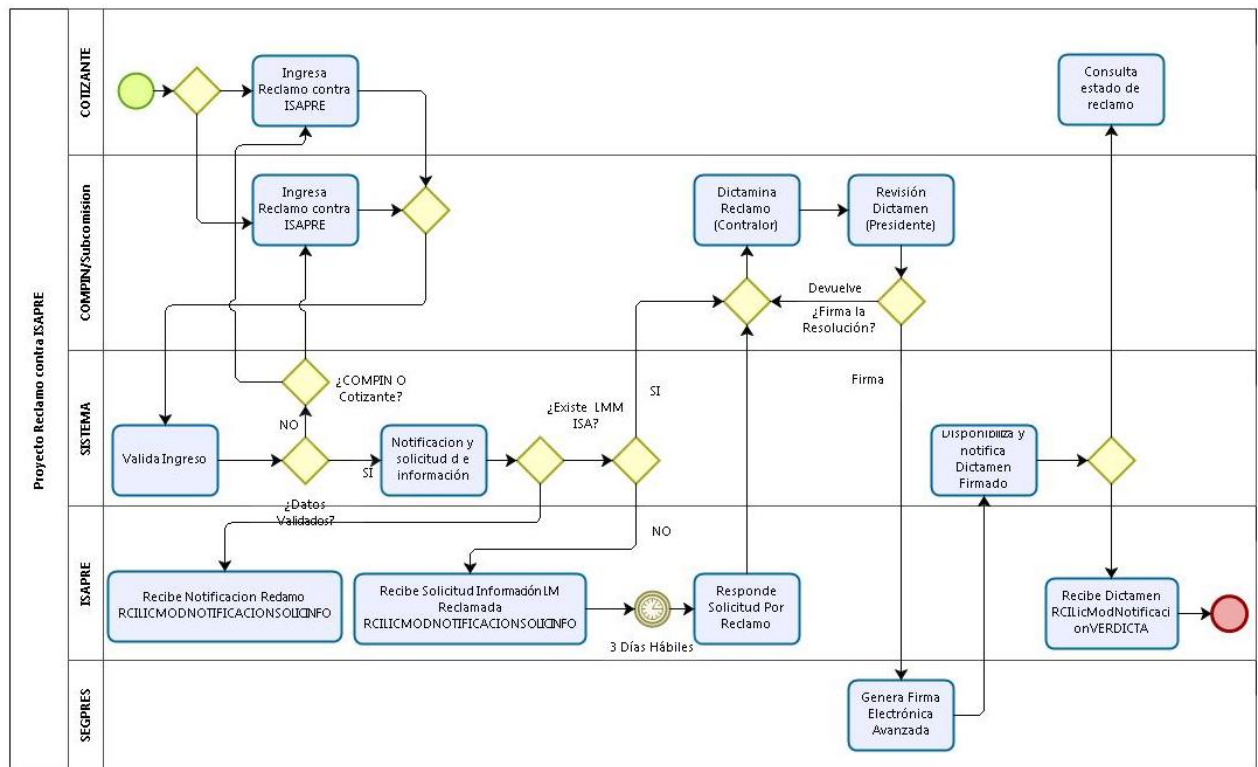 Proyecto Reclamo contra ISAPRE
COTIZANTE
Ingresa
Reclamo contra
ISAPRE
Consulta
estado de
reclamo
COMPIN/Subcomision
Ingresa
Reclamo contra
ISAPRE
Dictamina
Reclamo
(Contralor)
Revisión
Dictamen
(Presidente)
Devuelve
¿Firma la
Resolución?
SISTEMA
Valida Ingreso
¿COMPIN O
Cotizante?
NO
SI
¿Datos
Validados?
Notificacion y
solicitud d e
información
¿Existe LMM
ISA?
SI
Firma
Disponibiliza y
notifica
Dictamen
Firmado
ISAPRE
Recibe Notificacion Reclamo
RCILICMODNOTIFICACIONSOLICINFO
Recibe Solicitud Información LM
Reclamada
RCILICMODNOTIFICACIONSOLICINFO
NO
3 Días Hábiles
Responde
Solicitud Por
Reclamo
Recibe Dictamen
RCILicModNotificac
ionVERDICTA
SEGPRES
Genera Firma
Electrónica
Avanzada